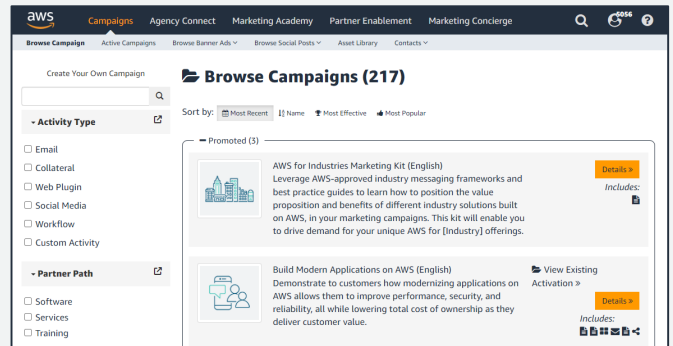 aws
Campaigns Agency Connect Marketing Academy Partner Enablement Marketing Concierge 5056
Browse Campaign Active Campaigns Browse Banner Ads Browse Social Posts Asset Library Contacts
Create Your Own Campaign
Activity Type
Email
Collateral
Web Plugin
Social Media
Workflow
Custom Activity
Partner Path
Software
Services
Training
Browse Campaigns (217)
Sort by: Most Recent Name Most Effective Most Popular
Promoted (3)
AWS for Industries Marketing Kit (English)
Leverage AWS-approved industry messaging frameworks and
best practice guides to learn how to position the value
proposition and benefits of different industry solutions built
on AWS, in your marketing campaigns. This kit will enable you
to drive demand for your unique AWS for [Industry] offerings.
Details »
Includes:
Build Modern Applications on AWS (English)
Demonstrate to customers how modernizing applications on
AWS allows them to improve performance, security, and
reliability, all while lowering total cost of ownership as they
deliver customer value.
View Existing
Activation »
Details »
Includes: